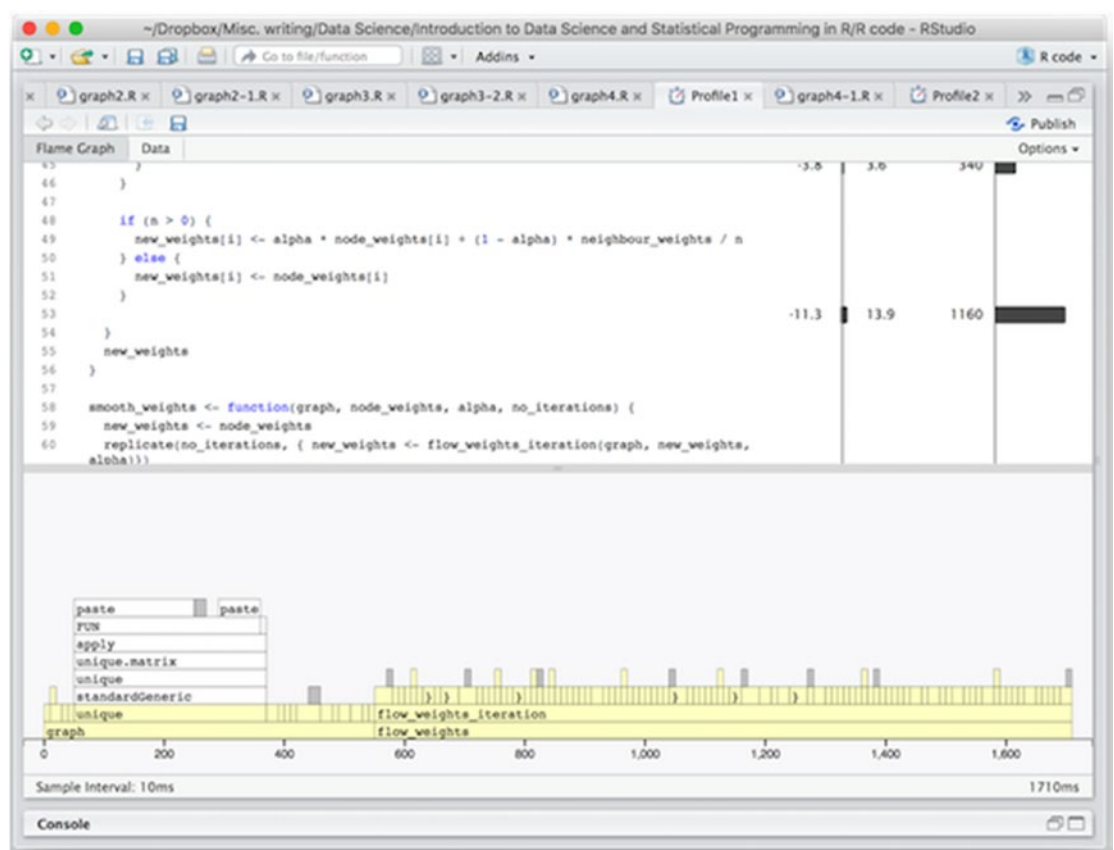 ~/Dropbox/Misc. writing/Data Science/Introduction to Data Science and Statistical Programming in R/R code - RStudio
Go to file/function Addins R code
graph2.R × graph2-1.R × graph3.R × graph3-2.R × graph4.R × Profile1 × graph4-1.R × Profile2 ×
Publish
Flame Graph Data Options
45 } -3.8 3.6 340
46 }
47
48 if (n > 0) {
49 new_weights[i] <- alpha * node_weights[i] + (1 - alpha) * neighbour_weights / n
50 } else {
51 new_weights[i] <- node_weights[i]
52 }
53 -11.3 13.9 1160
54 }
55 new_weights
56 }
57
58 smooth_weights <- function(graph, node_weights, alpha, no_iterations) {
59 new_weights <- node_weights
60 replicate(no_iterations, { new_weights <- flow_weights_iteration(graph, new_weights,
alpha)})
paste paste
FUN
apply
unique.matrix
unique
standardGeneric } } } } } }
unique flow_weights_iteration
graph flow_weights
0 200 400 600 800 1,000 1,200 1,400 1,600
Sample Interval: 10ms 1710ms
Console